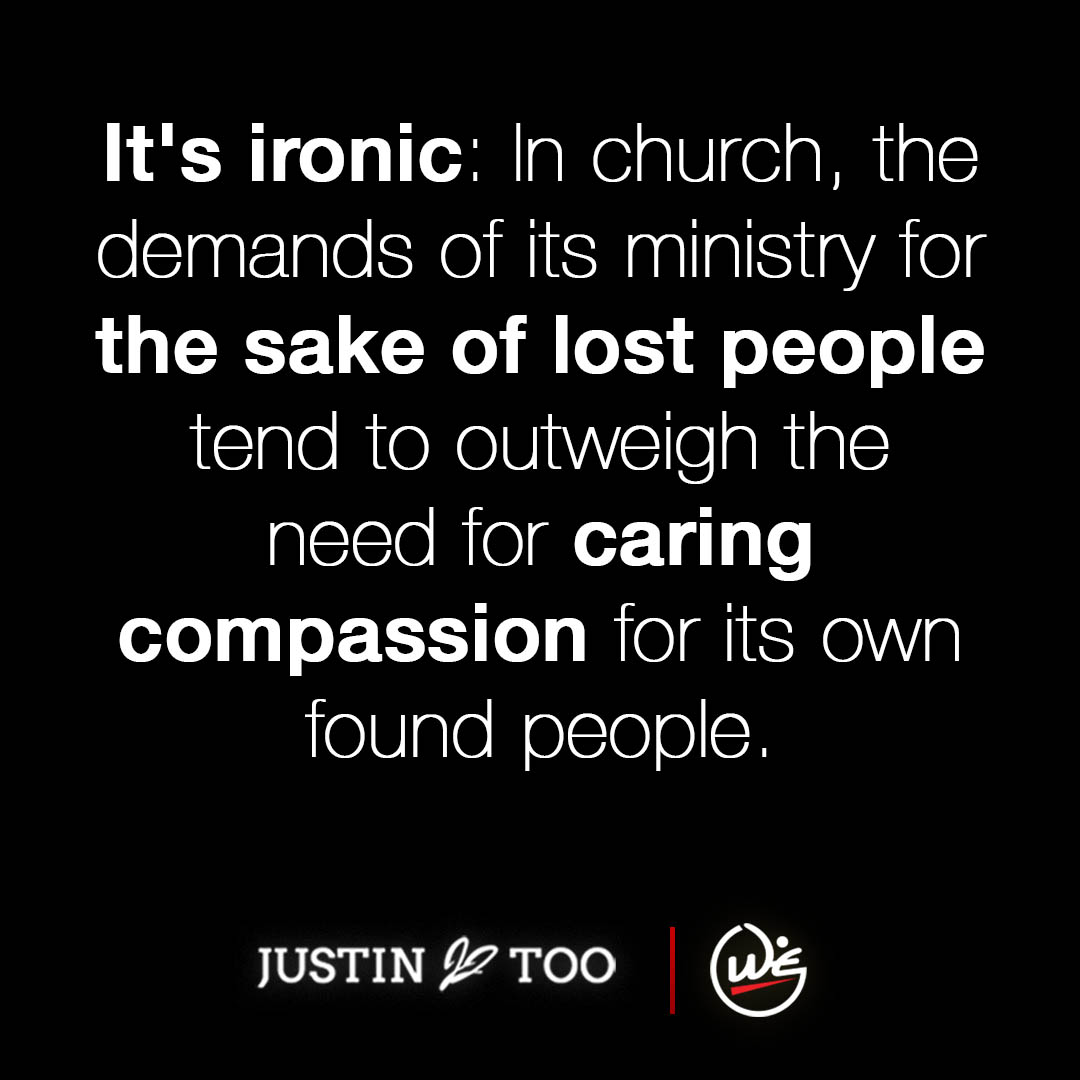 It's ironic: In church, the
demands of its ministry for
the sake of lost people
tend to outweigh the
need for caring
compassion for its own
found people.
JUSTIN TOO
WE